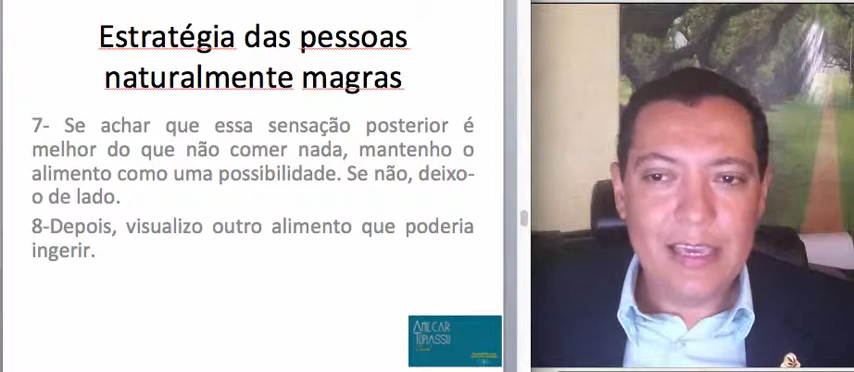 Estratégia das pessoas
naturalmente magras
7- Se achar que essa sensação posterior é
melhor do que não comer nada, mantenho o
alimento como uma possibilidade. Se não, deixo-
o de lado.
8-Depois, visualizo outro alimento que poderia
ingerir.
AMILCAR
TUPIASSU